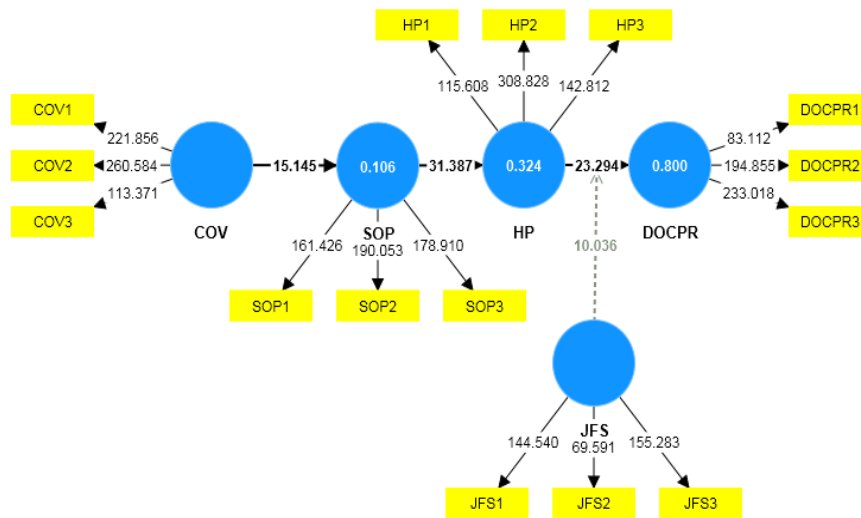 HP1
HP2
HP3
115.608
308.828
142.812
COV1
COV2
COV3
221.856
260.584
113.371
COV
15.145
0.106
SOP
31.387
0.324
HP
23.294
0.800
DOCPR
83.112
194.855
233.018
DOCPR1
DOCPR2
DOCPR3
161.426
190.053
178.910
SOP1
SOP2
SOP3
10.036
JFS
144.540
69.591
155.283
JFS1
JFS2
JFS3